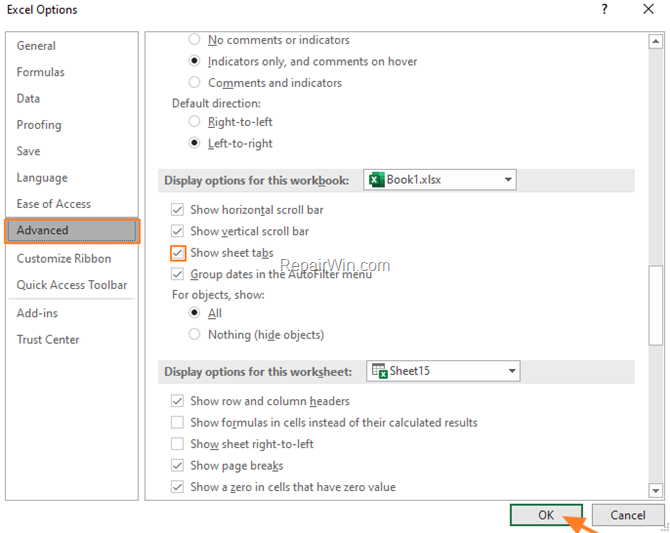 Excel Options
?
General
Formulas
Data
Proofing
Save
Language
Ease of Access
Advanced
Customize Ribbon
Quick Access Toolbar
Add-ins
Trust Center
No comments or indicators
Indicators only, and comments on hover
Comments and indicators
Default direction:
Right-to-left
Left-to-right
Display options for this workbook: Book1.xlsx
Show horizontal scroll bar
Show vertical scroll bar
Show sheet tabs
RepairWin.com
Group dates in the AutoFilter menu
For objects, show:
All
Nothing (hide objects)
Display options for this worksheet: Sheet15
Show row and column headers
Show formulas in cells instead of their calculated results
Show sheet right-to-left
Show page breaks
Show a zero in cells that have zero value
OK Cancel